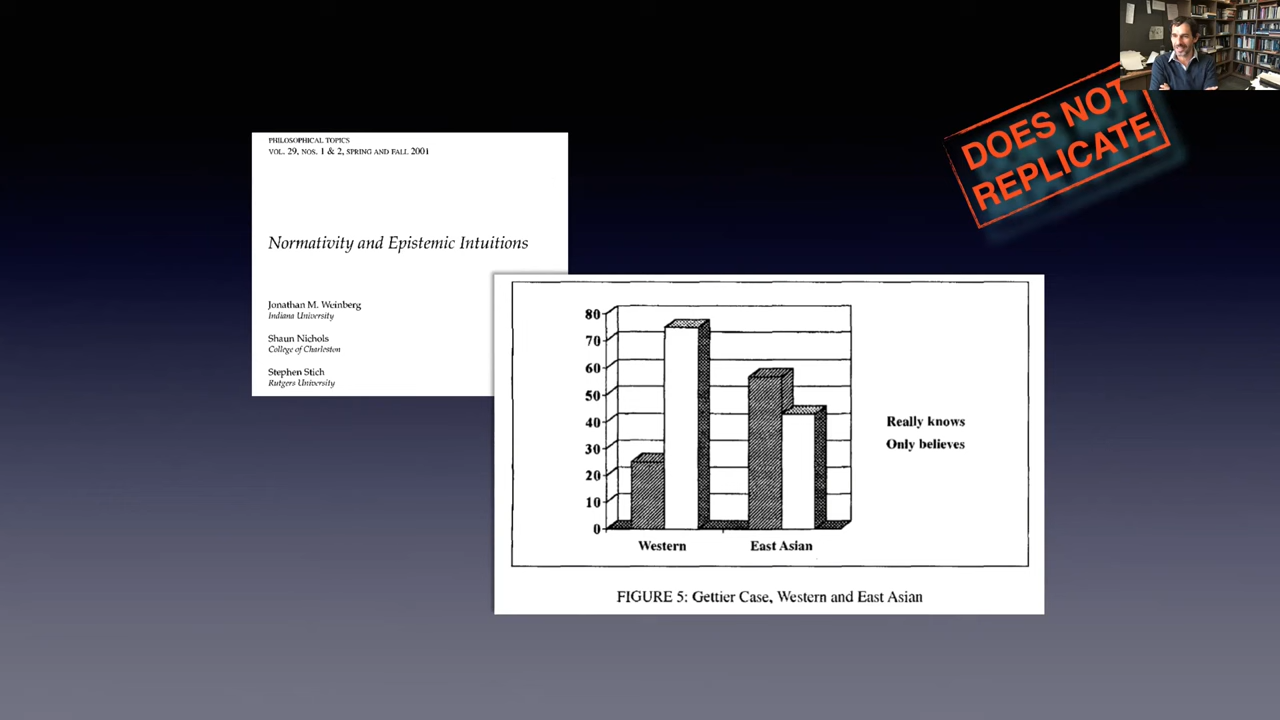 PHILOSOPHICAL TOPICS
VOL. 29, NOS. 1 & 2, SPRING AND FALL 2001
Normativity and Epistemic Intuitions
Jonathan M. Weinberg
Indiana University
Shaun Nichols
College of Charleston
Stephen Stich
Rutgers University
DOES NOT
REPLICATE
80
70
60
50
40
30
20
10
0
Western
East Asian
Really knows
Only believes
FIGURE 5: Gettier Case, Western and East Asian